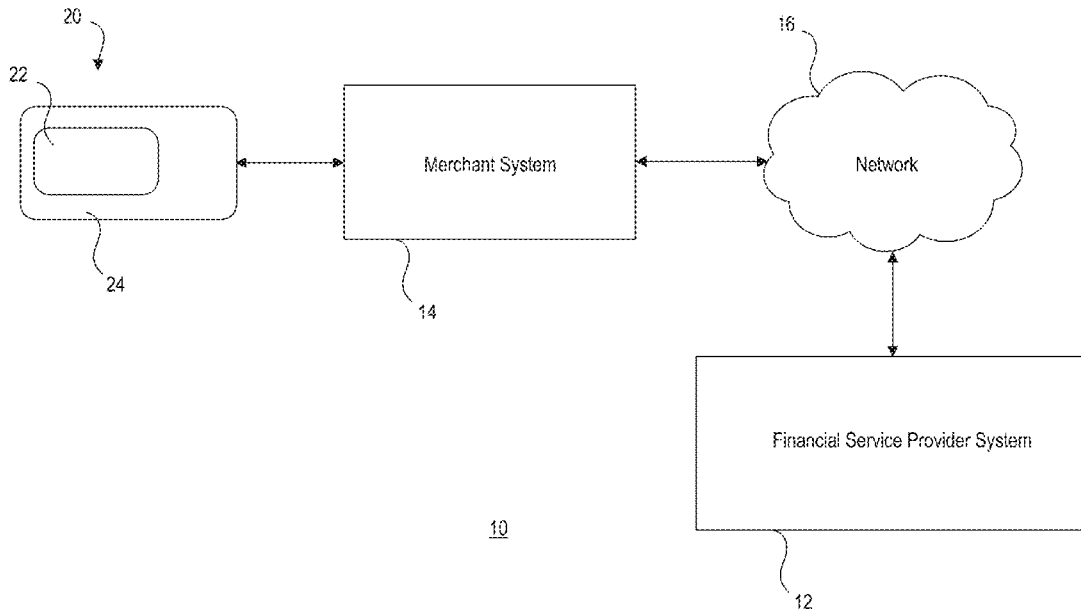 20
16
22
Merchant System
Network
24
14
Financial Service Provider System
10
12